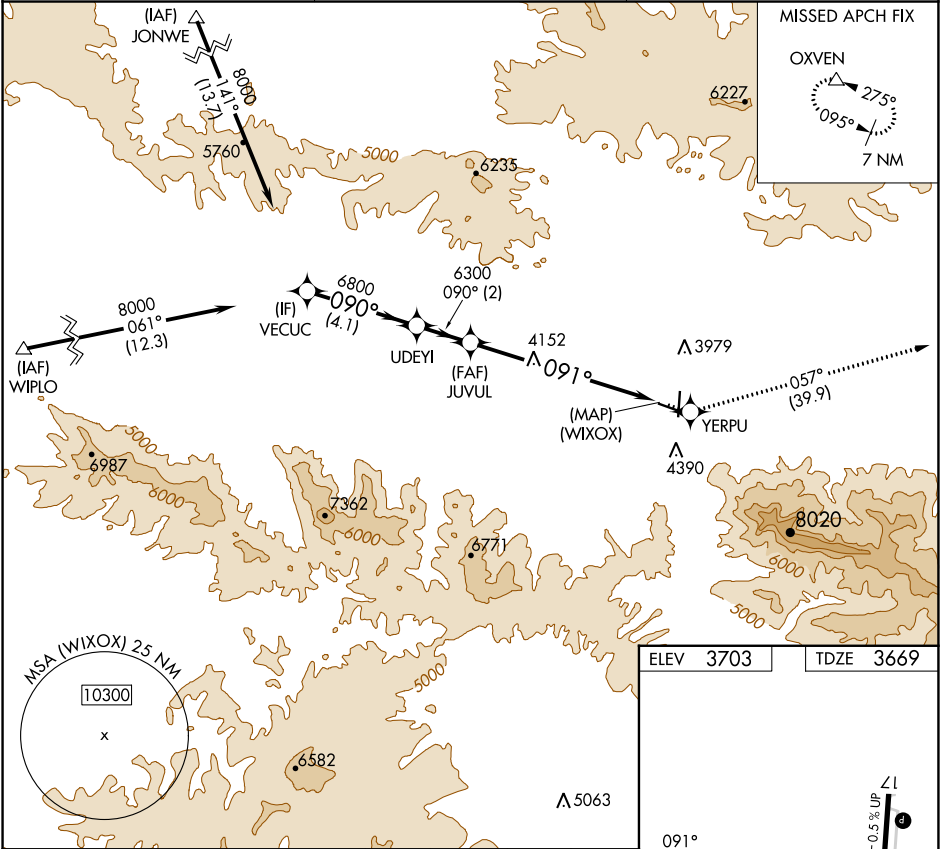 (IAF)
JONWE
8000
141°
(13.7)
5760
5000
6235
6227
MISSED APCH FIX
OXVEN
275°
095°
7 NM
8000
061°
(12.3)
(IAF)
WIPLO
(IF)
VECUC
6800
090°
(4.1)
UDEYI
6300
090° (2)
(FAF)
JUVUL
4152
091°
3979
(MAP)
(WIXOX)
YERPU
057°
(39.9)
4390
5000
6987
6000
7362
6000
6771
8020
6000
5000
MSA (WIXOX) 25 NM
10300
x
5000
6582
5063
ELEV 3703
TDZE 3669
17
0.5 % UP
P
091°